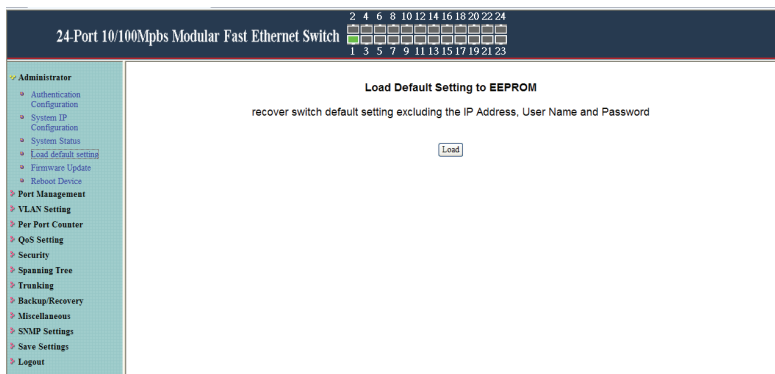 2 4 6 8 10 12 14 16 18 20 22 24
24-Port 10/100Mpbs Modular Fast Ethernet Switch
1 3 5 7 9 11 13 15 17 19 21 23
Administrator
Authentication
Configuration
System IP
Configuration
System Status
Load default setting
Firmware Update
Reboot Device
Port Management
VLAN Setting
Per Port Counter
QoS Setting
Security
Spanning Tree
Trunking
Backup/Recovery
Miscellaneous
SNMP Settings
Save Settings
Logout
Load Default Setting to EEPROM
recover switch default setting excluding the IP Address, User Name and Password
Load